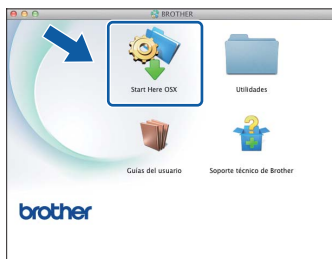 BROTHER
Start Here OSX
Utilidades
Guías del usuario
Soporte técnico de Brother
brother